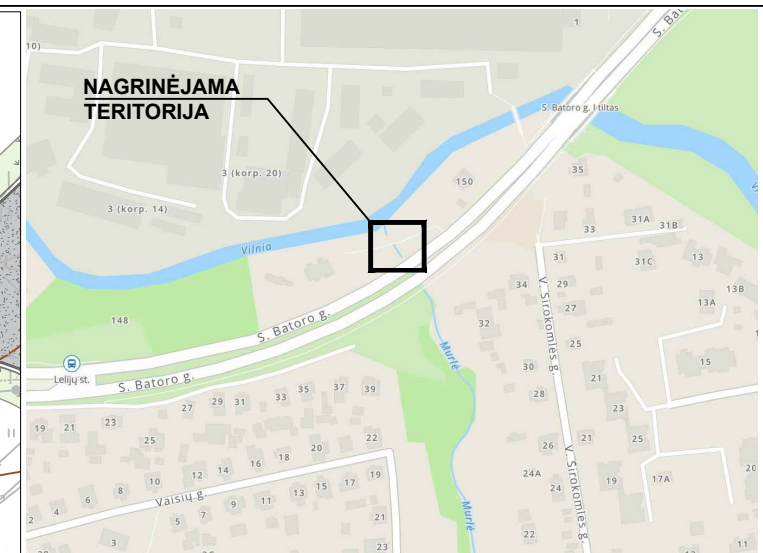 10)
1
S. Bat
NAGRINĖJAMA
TERITORIJA
S. Batoro g. I tiltas
3 (korp. 20)
150
35
3 (korp. 14)
31A
31B
33
Vilnia
31
31C
13
V. Sirokomlės g.
34
29
13B
27
13A
148
S. Batoro g.
32
25
Murlė
15
Lelijų st.
S. Batoro g.
30
21
39
37
35
33
28
31
29
27
23
23
21
19
25
22
26
21
25
20
18
16
14
12
10
8
6
4
2
Vaisių g.
19
17
15
13
11
9
7
5
3
24A
24
19
17A
20
Murlė
V. Sirokomlės g.
21
22
23
11